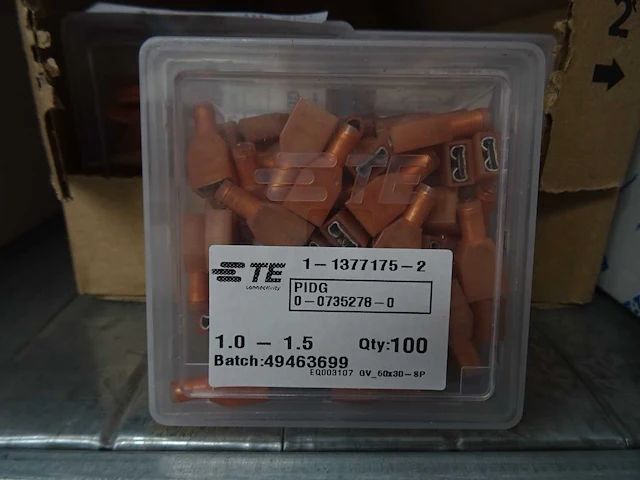 TE
TE
connectivity
1-1377175-2
PIDG
0-0735278-0
1.0 - 1.5 Qty:100
Batch:49463699
EQ003107 GV_60x30-8P
2